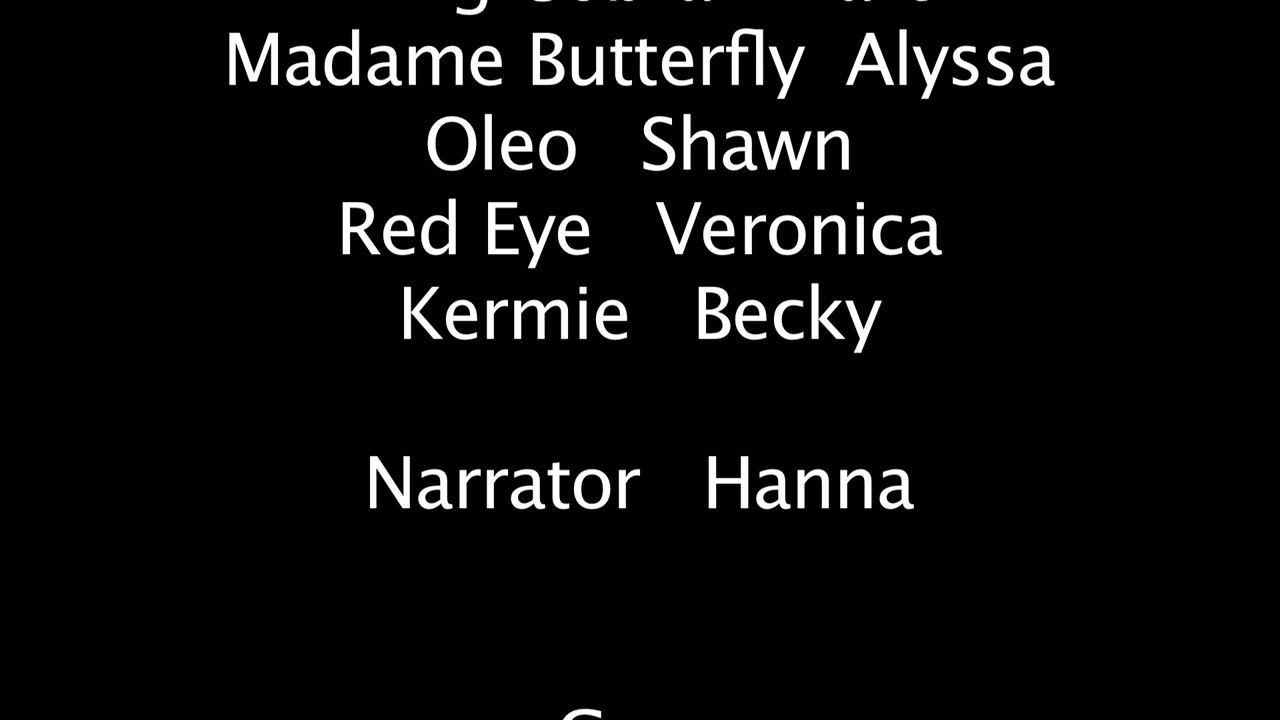 Madame Butterfly Alyssa
Oleo Shawn
Red Eye Veronica
Kermie Becky
Narrator Hanna